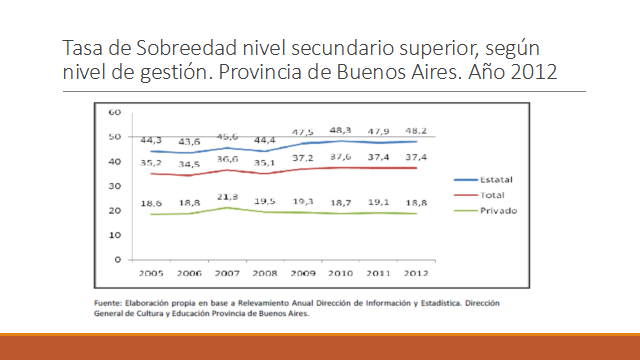 Tasa de Sobreedad nivel secundario superior, según
nivel de gestión. Provincia de Buenos Aires. Año 2012
60
50
40
30
20
10
0
44,3 43,6 45,6 44,4 47,5 48,3 47,9 48,2
35,2 34,5 36,6 35,1 37,2 37,6 37,4 37,4
18,6 18,8 21,3 19,5 19,3 18,7 19,1 18,8
Estatal
Total
Privado
2005 2006 2007 2008 2009 2010 2011 2012
Fuente: Elaboración propia en base a Relevamiento Anual Dirección de Información y Estadística. Dirección
General de Cultura y Educación Provincia de Buenos Aires.